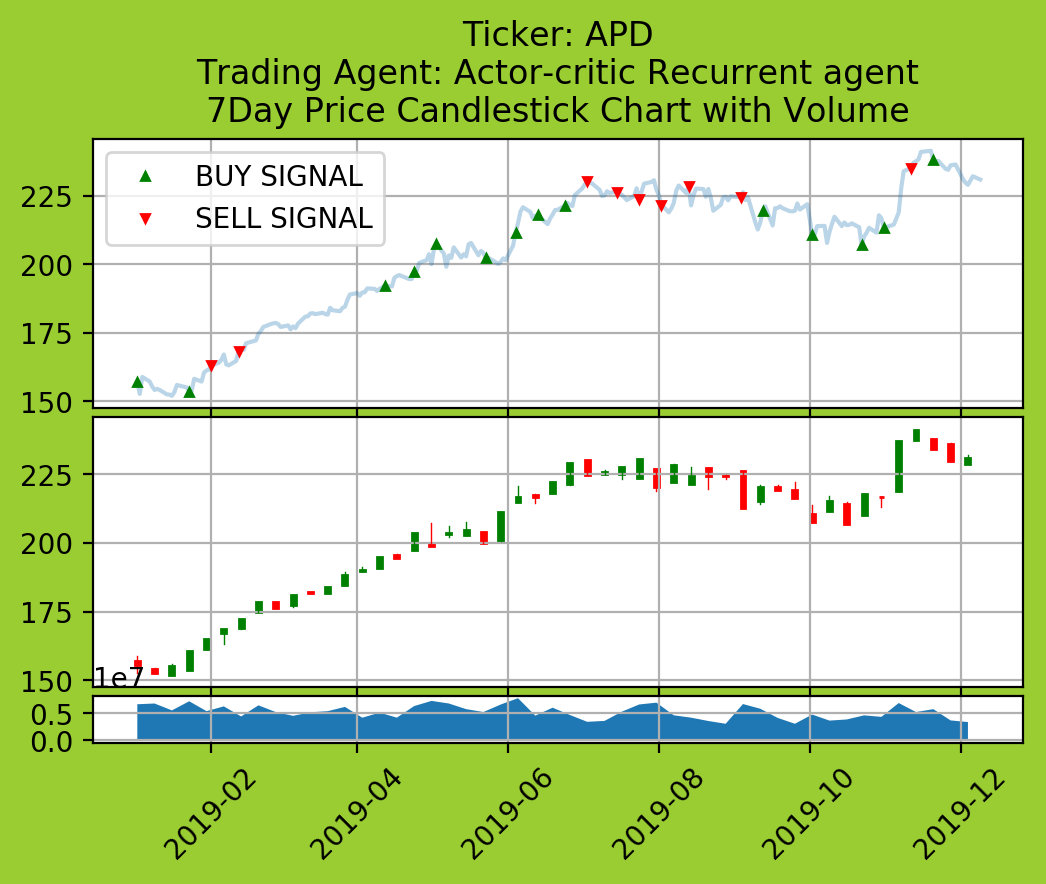 Ticker: APD
Trading Agent: Actor-critic Recurrent agent
7Day Price Candlestick Chart with Volume
BUY SIGNAL
SELL SIGNAL
225
200
175
150
225
200
175
150
1e7
0.5
0.0
2019-02
2019-04
2019-06
2019-08
2019-10
2019-12